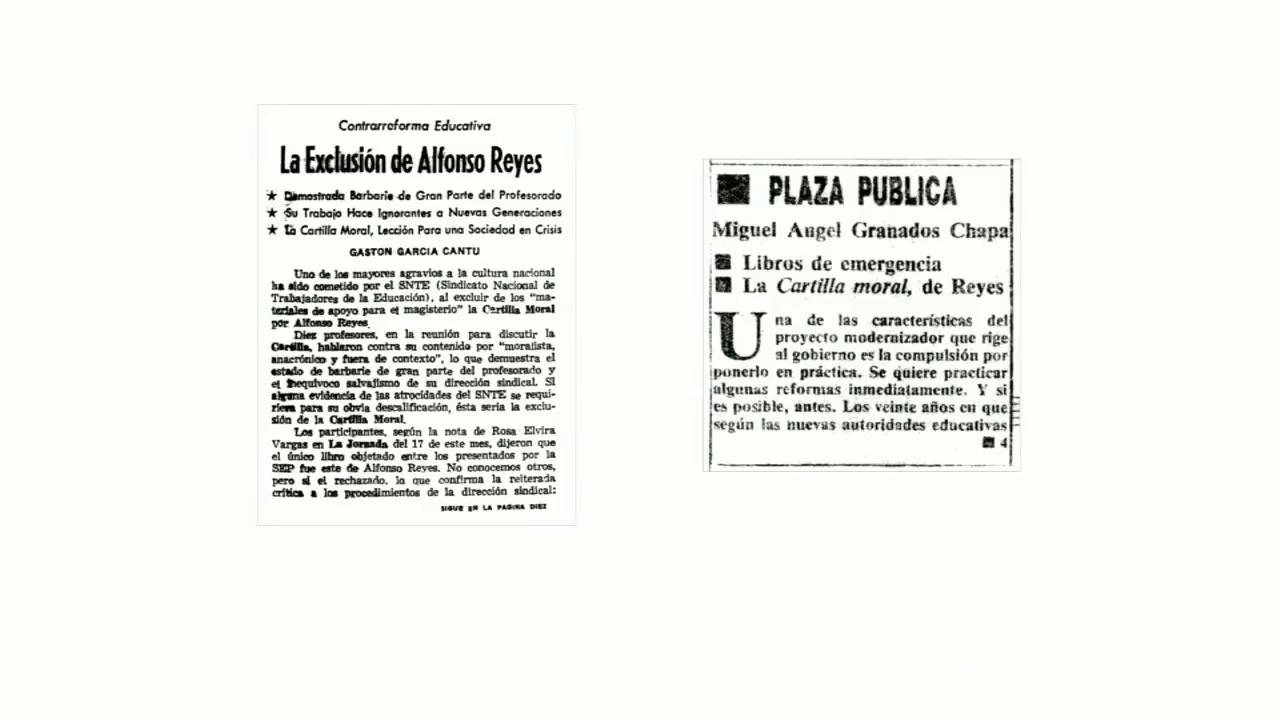 Contrarreforma Educativa
La Exclusión de Alfonso Reyes
★ Demostrada Barbarie de Gran Parte del Profesorado
★ Su Trabajo Hace Ignorantes a Nuevas Generaciones
★ La Cartilla Moral, Lección Para una Sociedad en Crisis
GASTON GARCIA CANTU
Uno de los mayores agravios a la cultura nacional
ha sido cometido por el SNTE (Sindicato Nacional de
Trabajadores de la Educación), al excluir de los "ma-
teriales de apoyo para el magisterio" la Cartilla Moral
por Alfonso Reyes.
Diez profesores, en la reunión para discutir la
Cartilla, hablaron contra su contenido por "moralista,
anacrónico y fuera de contexto", lo que demuestra el
estado de barbarie de gran parte del profesorado y
el inequívoco salvajismo de su dirección sindical. Si
alguna evidencia de las atrocidades del SNTE se requi-
riera para su obvia descalificación, ésta sería la exclu-
sión de la Cartilla Moral.
Los participantes, según la nota de Rosa Elvira
Vargas en La Jornada del 17 de este mes, dijeron que
el único libro objetado entre los presentados por la
SEP fue este de Alfonso Reyes. No conocemos otros,
pero sí el rechazado, lo que confirma la reiterada
crítica a los procedimientos de la dirección sindical:
SIGUE EN LA PAGINA DIEZ
PLAZA PUBLICA
Miguel Angel Granados Chapa
■ Libros de emergencia
■ La Cartilla moral, de Reyes
Una de las características del
proyecto modernizador que rige
al gobierno es la compulsión por
ponerlo en práctica. Se quiere practicar
algunas reformas inmediatamente. Y si
es posible, antes. Los veinte años en que
según las nuevas autoridades educativas
■ 4